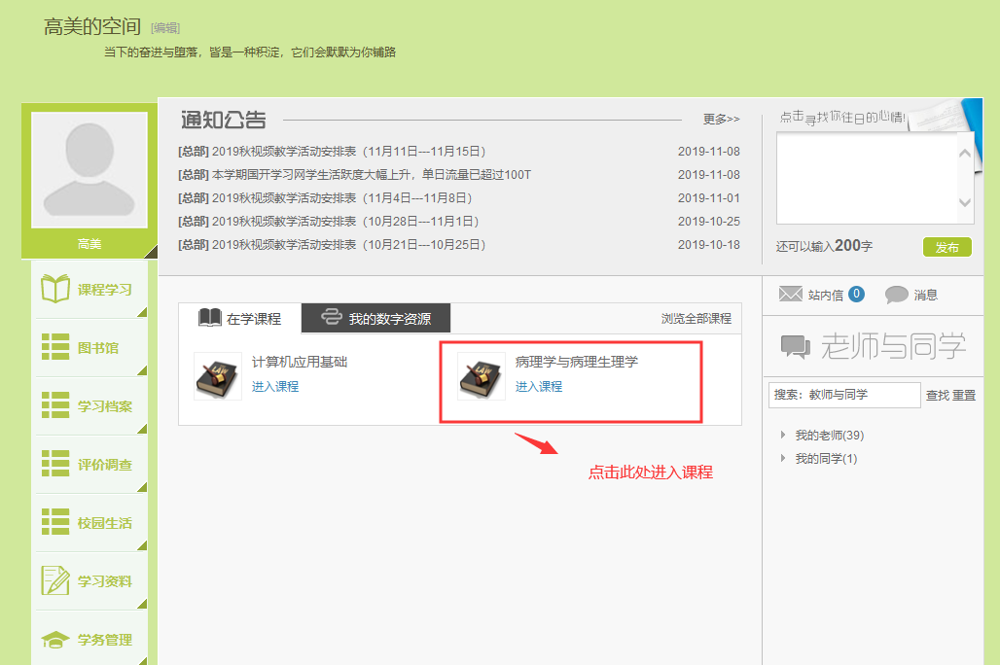 高美的空间 [编辑]
当下的奋进与堕落，皆是一种积淀，它们会默默为你铺路
高美
课程学习
图书馆
学习档案
评价调查
校园生活
学习资料
学务管理
通知公告
更多>>
[总部] 2019秋视频教学活动安排表（11月11日---11月15日） 2019-11-08
[总部] 本学期国开学习网学生活跃度大幅上升，单日流量已超过100T 2019-11-08
[总部] 2019秋视频教学活动安排表（11月4日---11月8日） 2019-11-01
[总部] 2019秋视频教学活动安排表（10月28日---11月1日） 2019-10-25
[总部] 2019秋视频教学活动安排表（10月21日---10月25日） 2019-10-18
在学课程
我的数字资源
浏览全部课程
LAW
计算机应用基础
进入课程
LAW
病理学与病理生理学
进入课程
点击此处进入课程
点击寻找你往日的心情!
还可以输入200字
发布
站内信 0
消息
老师与同学
搜索：教师与同学
查找 重置
我的老师(39)
我的同学(1)